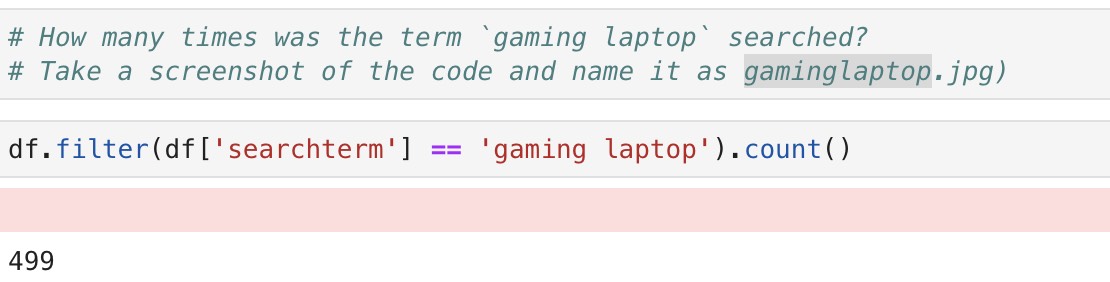 # How many times was the term `gaming laptop` searched?
# Take a screenshot of the code and name it as gaminglaptop.jpg)
df.filter(df['searchterm'] == 'gaming laptop').count()
499